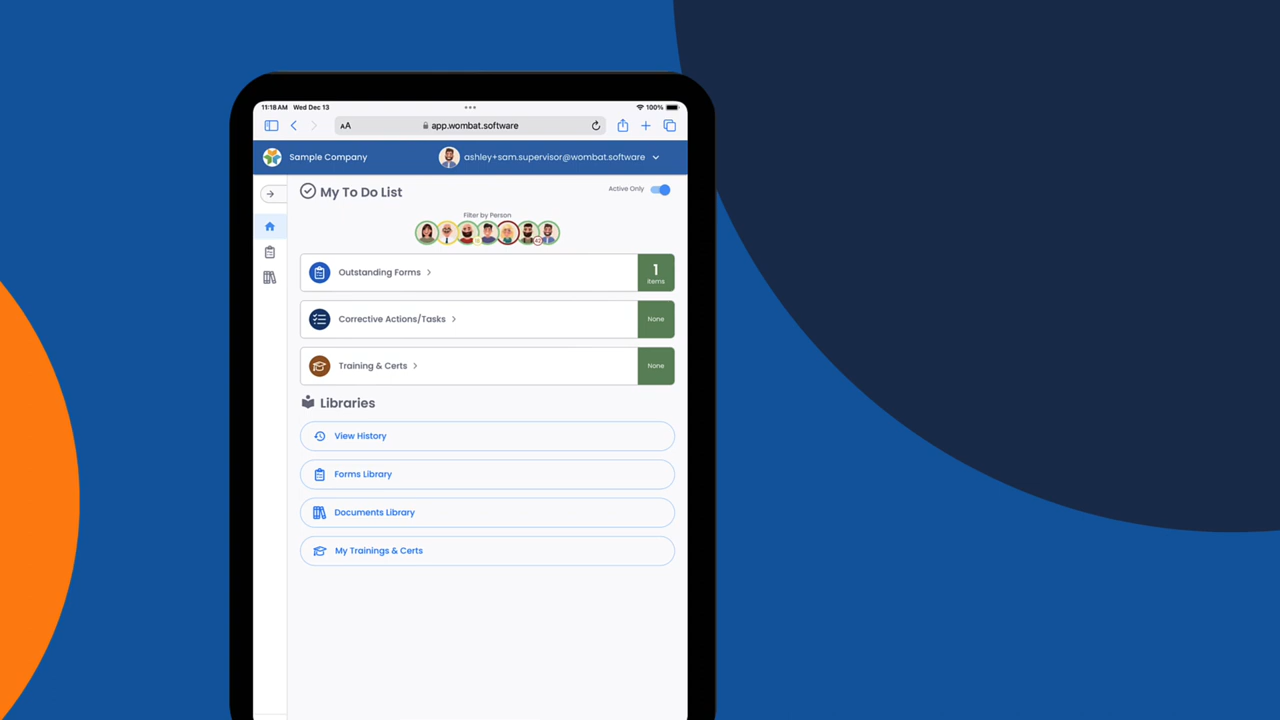 11:18 AM Wed Dec 13
100%
AA
app.wombat.software
Sample Company
ashley+sam.supervisor@wombat.software
My To Do List
Active Only
Filter by Person
Outstanding Forms
1
items
Corrective Actions/Tasks
None
Training & Certs
None
Libraries
View History
Forms Library
Documents Library
My Trainings & Certs